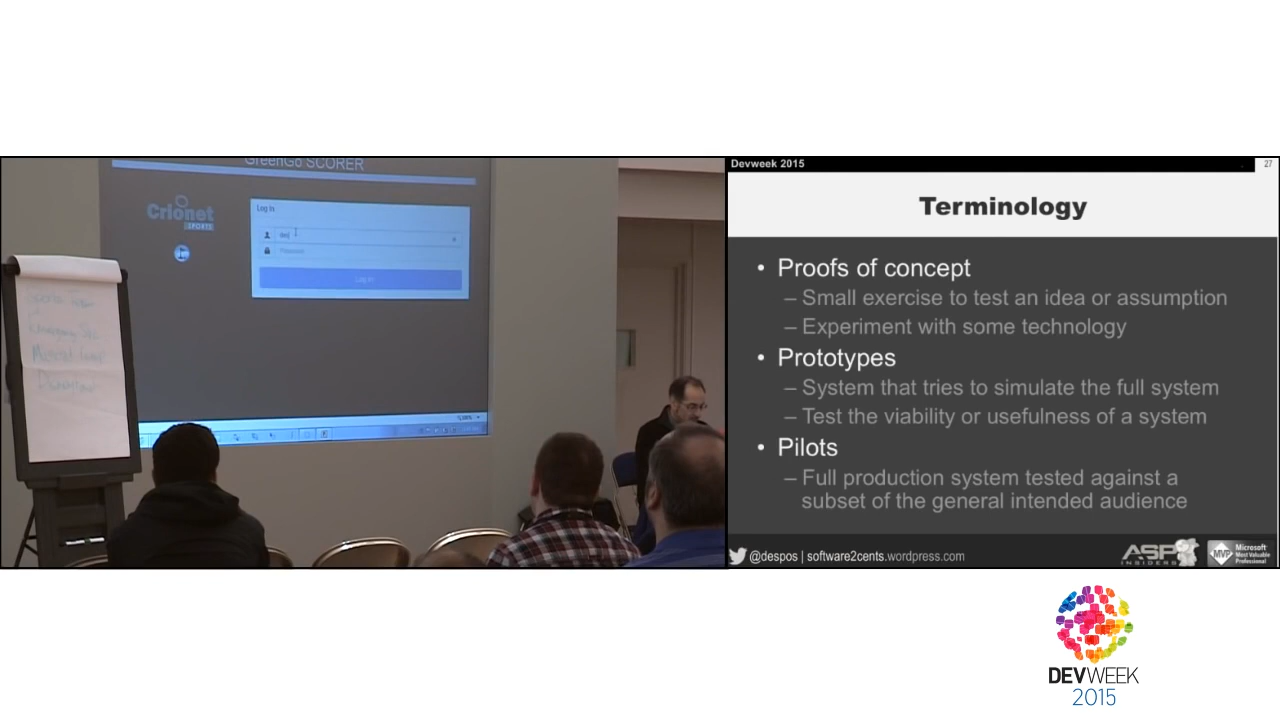 GreenGo SCORER
Crionet
SPORTS
Log In
des
Password
Log In
100%
Devweek 2015
27
Terminology
• Proofs of concept
– Small exercise to test an idea or assumption
– Experiment with some technology
• Prototypes
– System that tries to simulate the full system
– Test the viability or usefulness of a system
• Pilots
– Full production system tested against a
subset of the general intended audience
@despos | software2cents.wordpress.com
ASP
INSIDERS
MVP
Microsoft
Most Valuable
Professional
DEVWEEK
2015